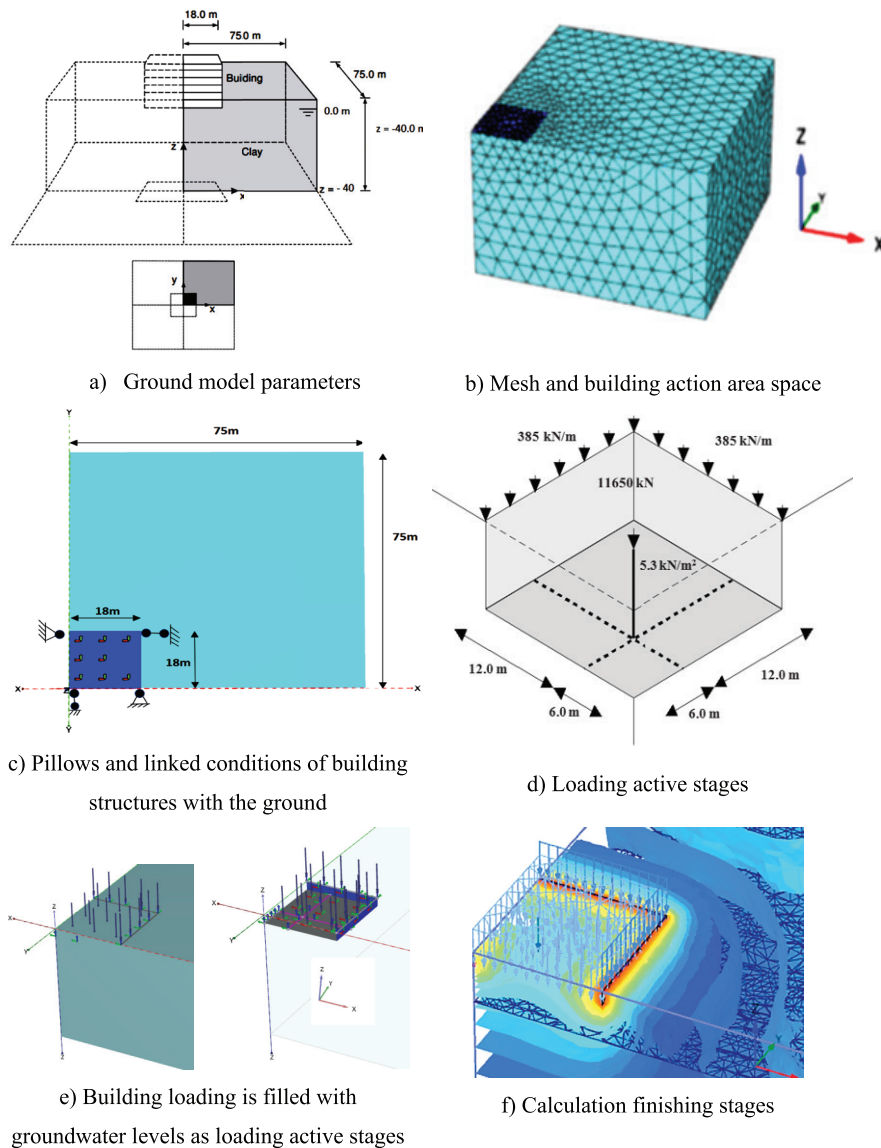 18.0 m
75.0 m
75.0 m
Buiding
0.0 m
z = -40.0 m
Clay
z
x
z = - 40
y
x
a) Ground model parameters
Z
Y
X
b) Mesh and building action area space
Y
75m
75m
18m
18m
X
Z
X
Y
c) Pillows and linked conditions of building
structures with the ground
385 kN/m
385 kN/m
11650 kN
5.3 kN/m²
12.0 m
12.0 m
6.0 m
6.0 m
d) Loading active stages
Z
X
Y
Z
Z
X
Y
Z
Y
X
Z
e) Building loading is filled with
groundwater levels as loading active stages
Y
f) Calculation finishing stages